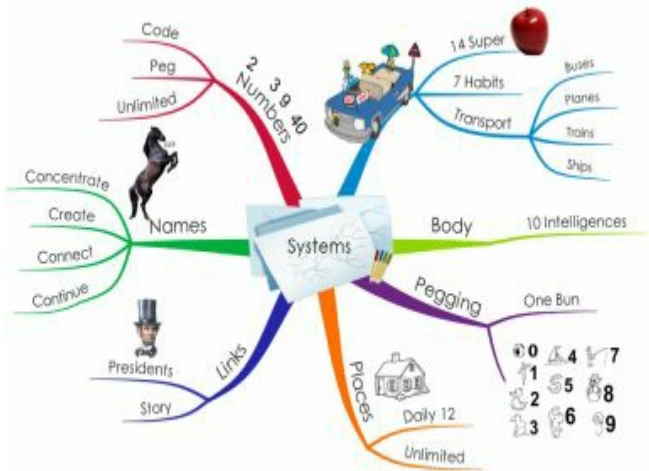 Systems
14 Super
7 Habits
Transport
Buses
Planes
Trains
Ships
Body
10 Intelligences
Pegging
One Bun
0 4 7
1 5 8
2 6 9
3
Places
Daily 12
Unlimited
Links
Presidents
Story
Names
Concentrate
Create
Connect
Continue
Numbers
2 3 9 40
Code
Peg
Unlimited